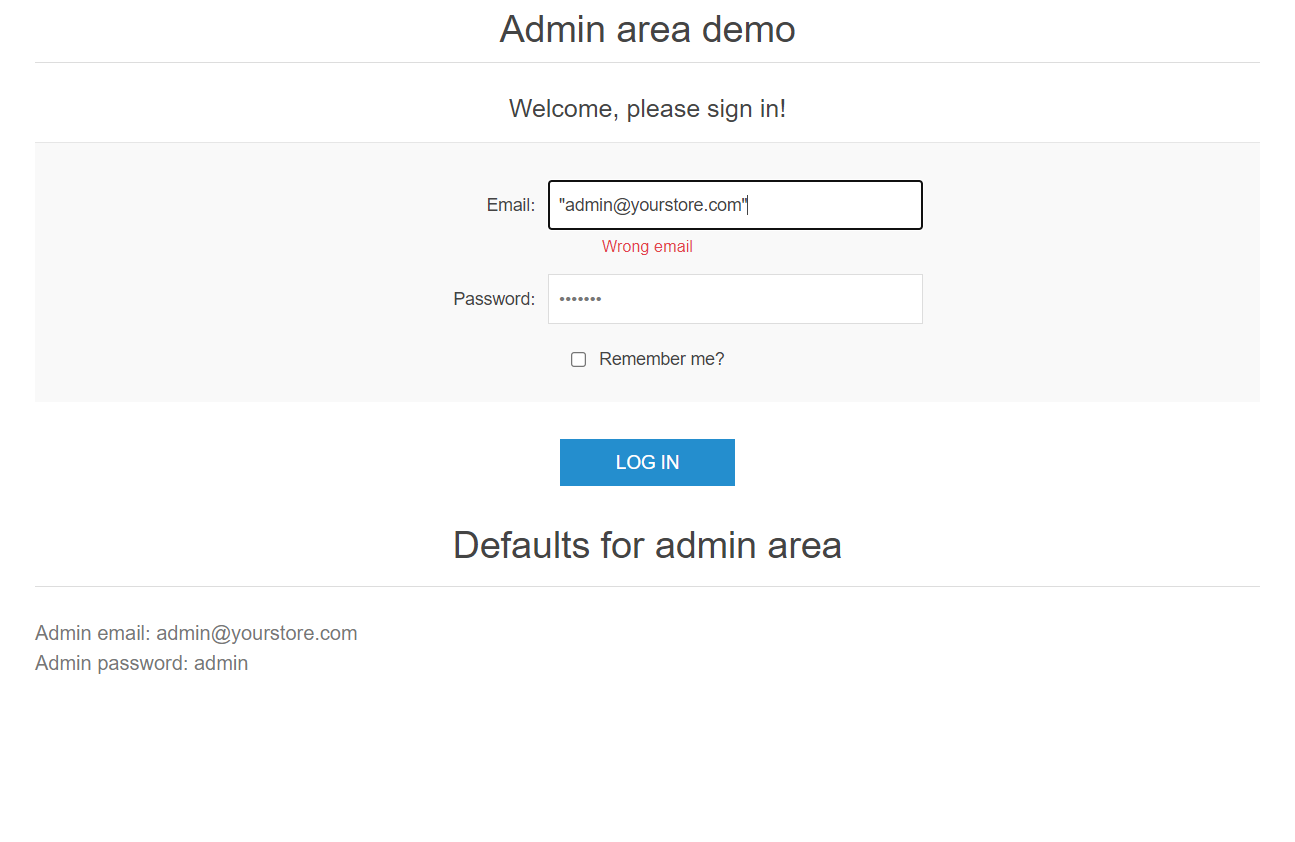 Admin area demo
Welcome, please sign in!
Email: "admin@yourstore.com"
Wrong email
Password: •••••••
Remember me?
LOG IN
Defaults for admin area
Admin email: admin@yourstore.com
Admin password: admin